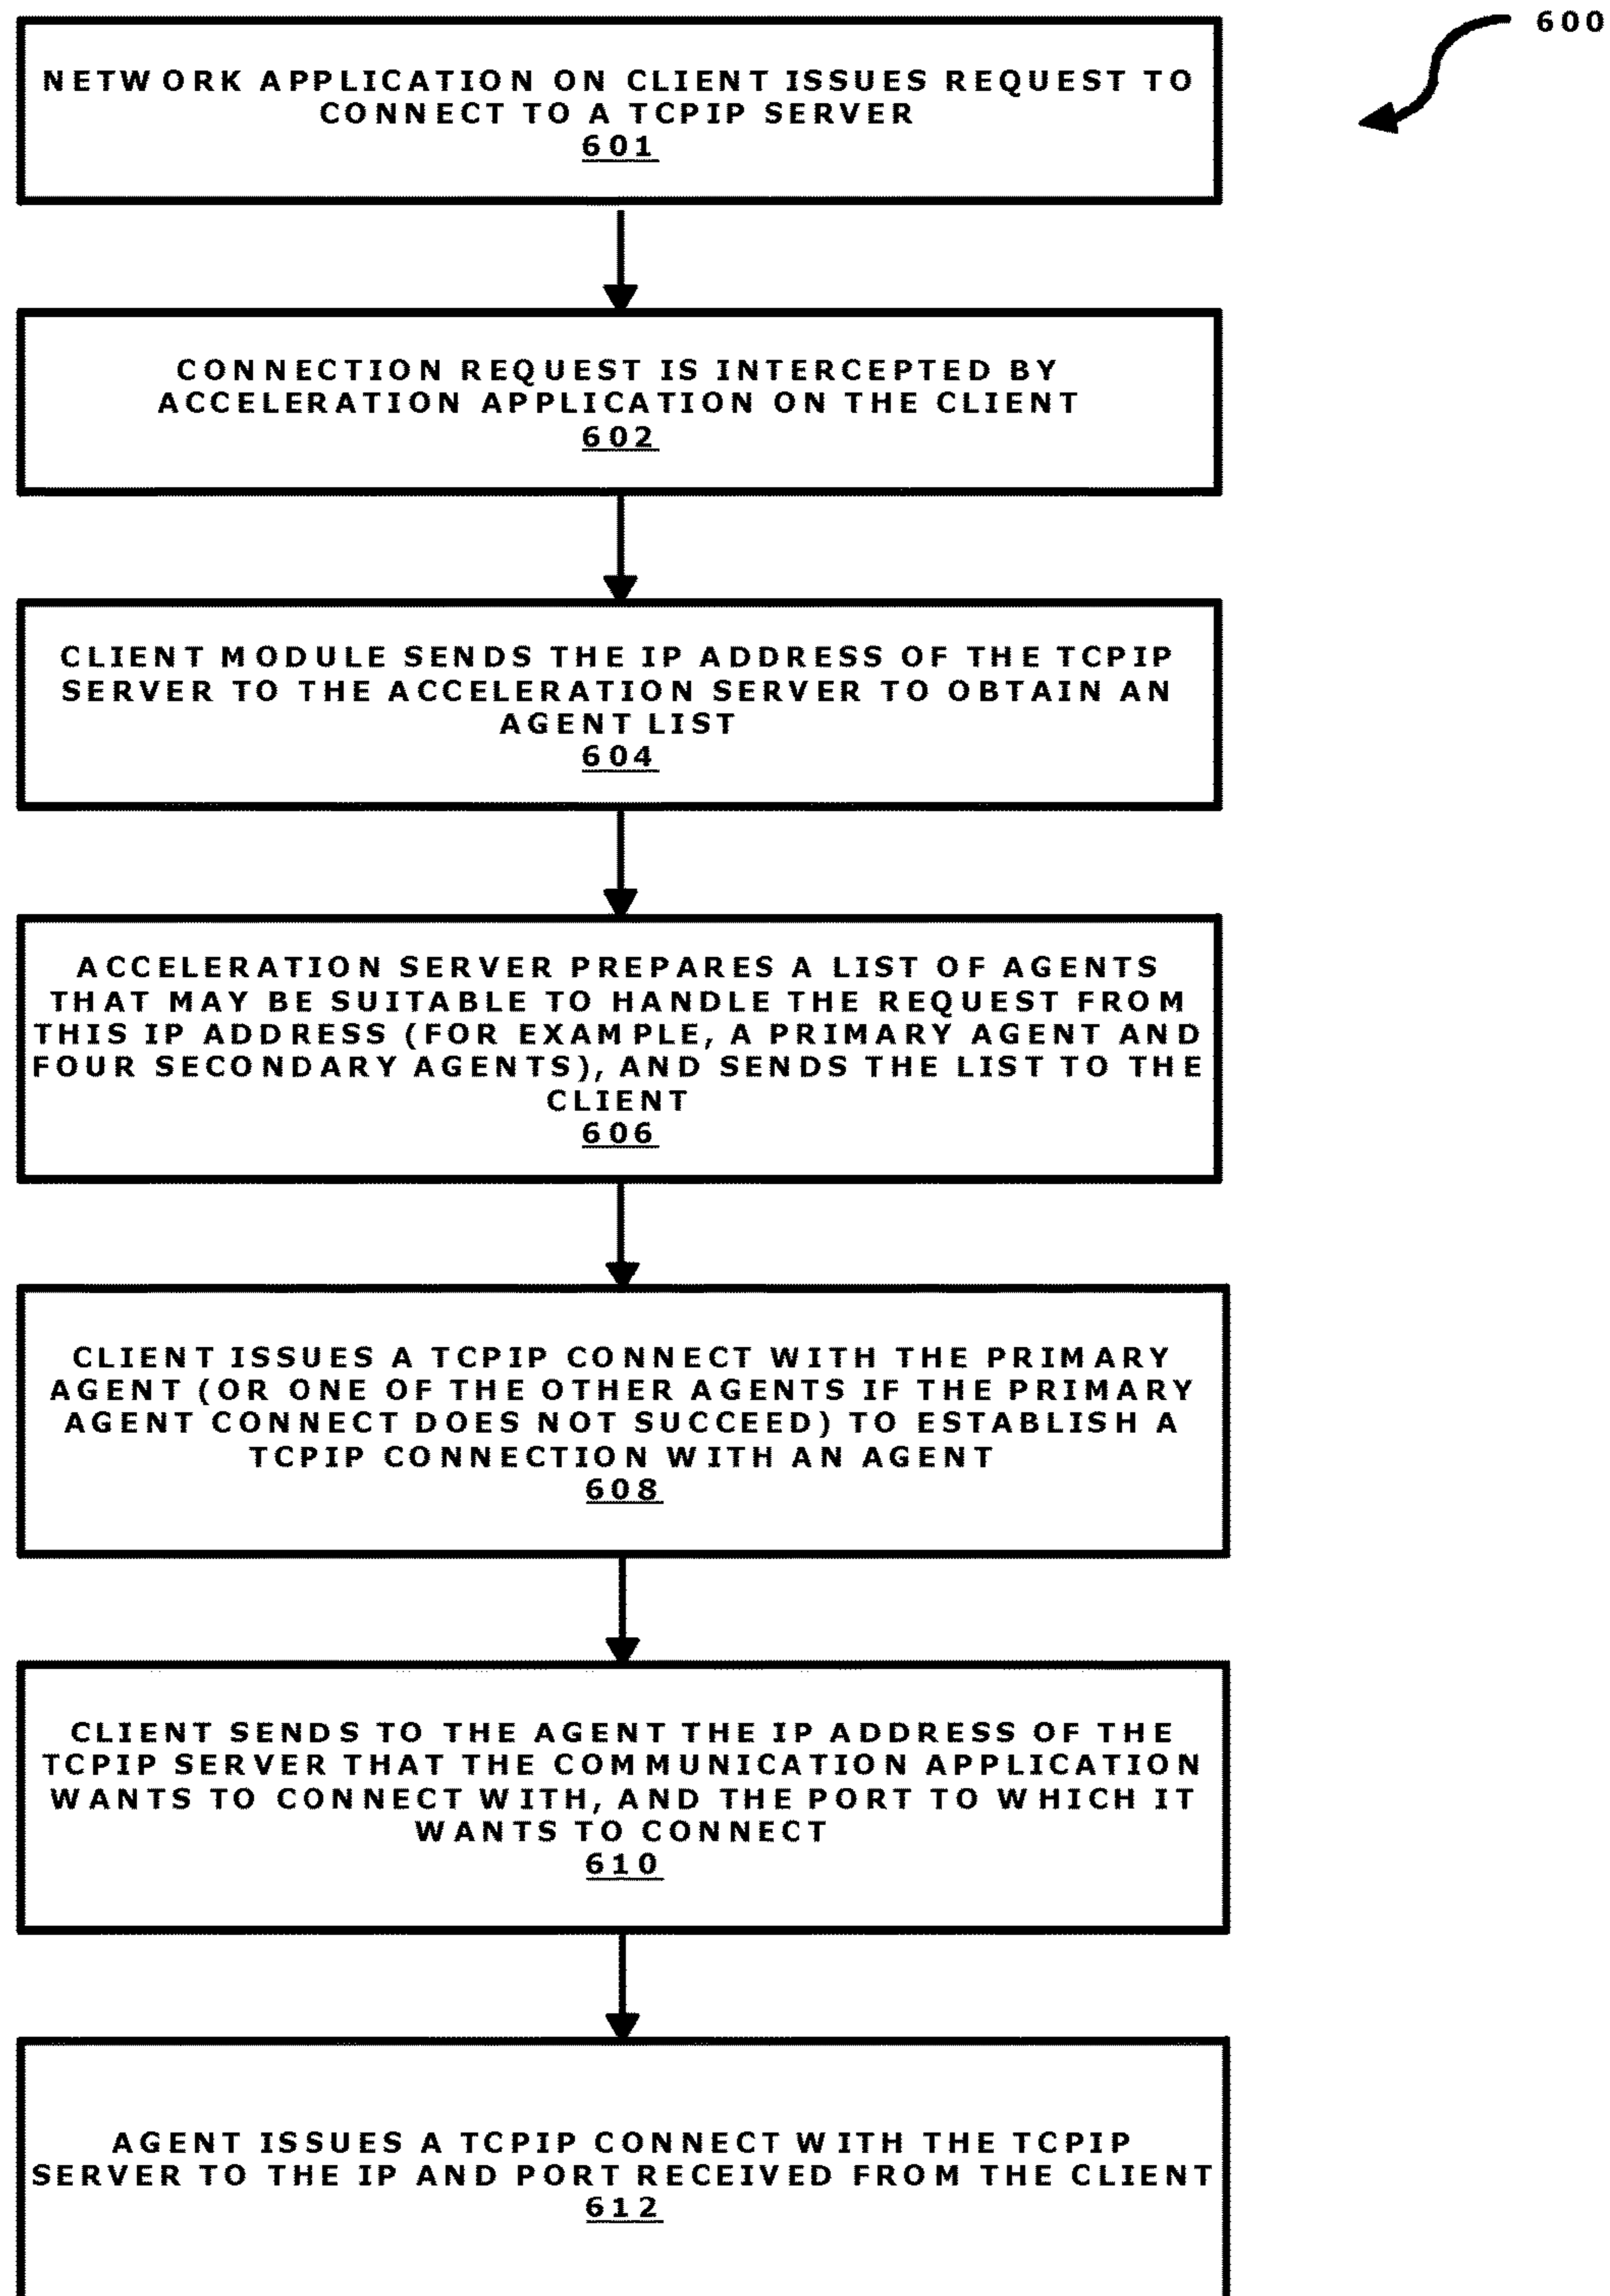 600
NETWORK APPLICATION ON CLIENT ISSUES REQUEST TO
CONNECT TO A TCPIP SERVER
601
CONNECTION REQUEST IS INTERCEPTED BY
ACCELERATION APPLICATION ON THE CLIENT
602
CLIENT MODULE SENDS THE IP ADDRESS OF THE TCPIP
SERVER TO THE ACCELERATION SERVER TO OBTAIN AN
AGENT LIST
604
ACCELERATION SERVER PREPARES A LIST OF AGENTS
THAT MAY BE SUITABLE TO HANDLE THE REQUEST FROM
THIS IP ADDRESS (FOR EXAMPLE, A PRIMARY AGENT AND
FOUR SECONDARY AGENTS), AND SENDS THE LIST TO THE
CLIENT
606
CLIENT ISSUES A TCPIP CONNECT WITH THE PRIMARY
AGENT (OR ONE OF THE OTHER AGENTS IF THE PRIMARY
AGENT CONNECT DOES NOT SUCCEED) TO ESTABLISH A
TCPIP CONNECTION WITH AN AGENT
608
CLIENT SENDS TO THE AGENT THE IP ADDRESS OF THE
TCPIP SERVER THAT THE COMMUNICATION APPLICATION
WANTS TO CONNECT WITH, AND THE PORT TO WHICH IT
WANTS TO CONNECT
610
AGENT ISSUES A TCPIP CONNECT WITH THE TCPIP
SERVER TO THE IP AND PORT RECEIVED FROM THE CLIENT
612